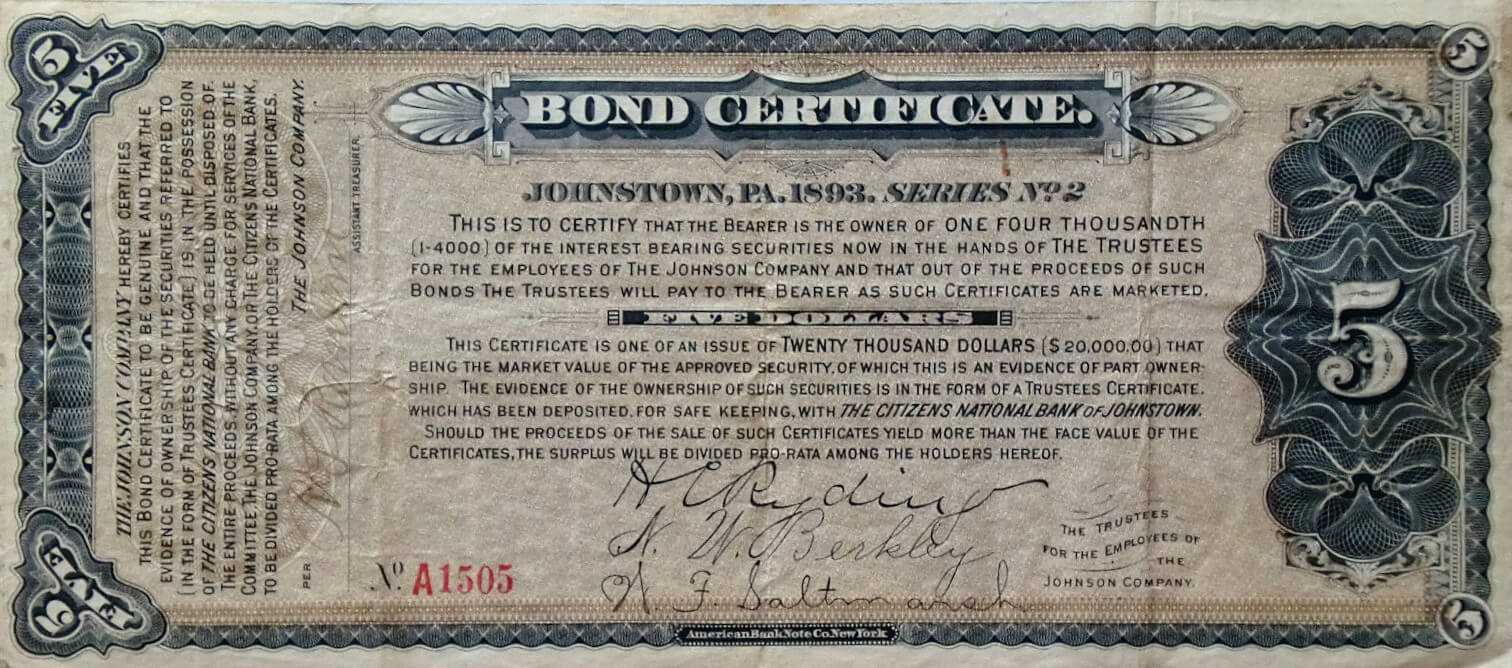 5 FIVE
5
BOND CERTIFICATE.
JOHNSTOWN, PA. 1893. SERIES Nº 2
THIS IS TO CERTIFY THAT THE BEARER IS THE OWNER OF ONE FOUR THOUSANDTH
(1-4000) OF THE INTEREST BEARING SECURITIES NOW IN THE HANDS OF THE TRUSTEES
FOR THE EMPLOYEES OF THE JOHNSON COMPANY AND THAT OUT OF THE PROCEEDS OF SUCH
BONDS THE TRUSTEES WILL PAY TO THE BEARER AS SUCH CERTIFICATES ARE MARKETED,
FIVE DOLLARS
THIS CERTIFICATE IS ONE OF AN ISSUE OF TWENTY THOUSAND DOLLARS ($20,000.00) THAT
BEING THE MARKET VALUE OF THE APPROVED SECURITY, OF WHICH THIS IS AN EVIDENCE OF PART OWNER-
SHIP. THE EVIDENCE OF THE OWNERSHIP OF SUCH SECURITIES IS IN THE FORM OF A TRUSTEES CERTIFICATE.
WHICH HAS BEEN DEPOSITED, FOR SAFE KEEPING, WITH THE CITIZENS NATIONAL BANK OF JOHNSTOWN.
SHOULD THE PROCEEDS OF THE SALE OF SUCH CERTIFICATES YIELD MORE THAN THE FACE VALUE OF THE
CERTIFICATES, THE SURPLUS WILL BE DIVIDED PRO-RATA AMONG THE HOLDERS HEREOF.
H C Ryding
N. W. Berkley
W. F. Saltmarsh
THE TRUSTEES
FOR THE EMPLOYEES OF
THE
JOHNSON COMPANY.
Nº A1505
5
5 FIVE
5
American Bank Note Co. New York
THE JOHNSON COMPANY HEREBY CERTIFIES
THIS BOND CERTIFICATE TO BE GENUINE AND THAT THE
EVIDENCE OF OWNERSHIP OF THE SECURITIES REFERRED TO
(IN THE FORM OF TRUSTEES CERTIFICATE) IS IN THE POSSESSION
OF THE CITIZENS NATIONAL BANK TO BE HELD UNTIL DISPOSED OF.
THE ENTIRE PROCEEDS, WITHOUT ANY CHARGE FOR SERVICES OF THE
COMMITTEE, THE JOHNSON COMPANY, OR THE CITIZENS NATIONAL BANK,
TO BE DIVIDED PRO-RATA AMONG THE HOLDERS OF THE CERTIFICATES.
THE JOHNSON COMPANY.
PER
ASSISTANT TREASURER.